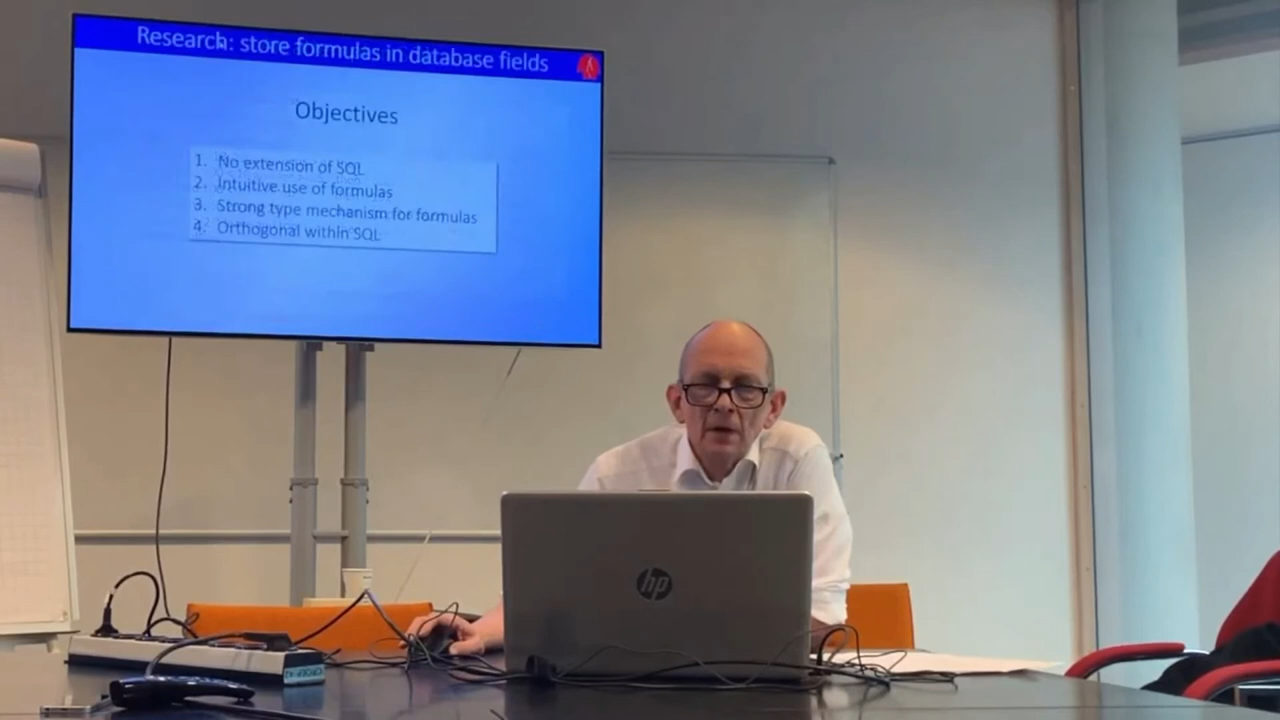 Research: store formulas in database fields
Objectives
1. No extension of SQL
2. Intuitive use of formulas
3. Strong type mechanism for formulas
4. Orthogonal within SQL
hp